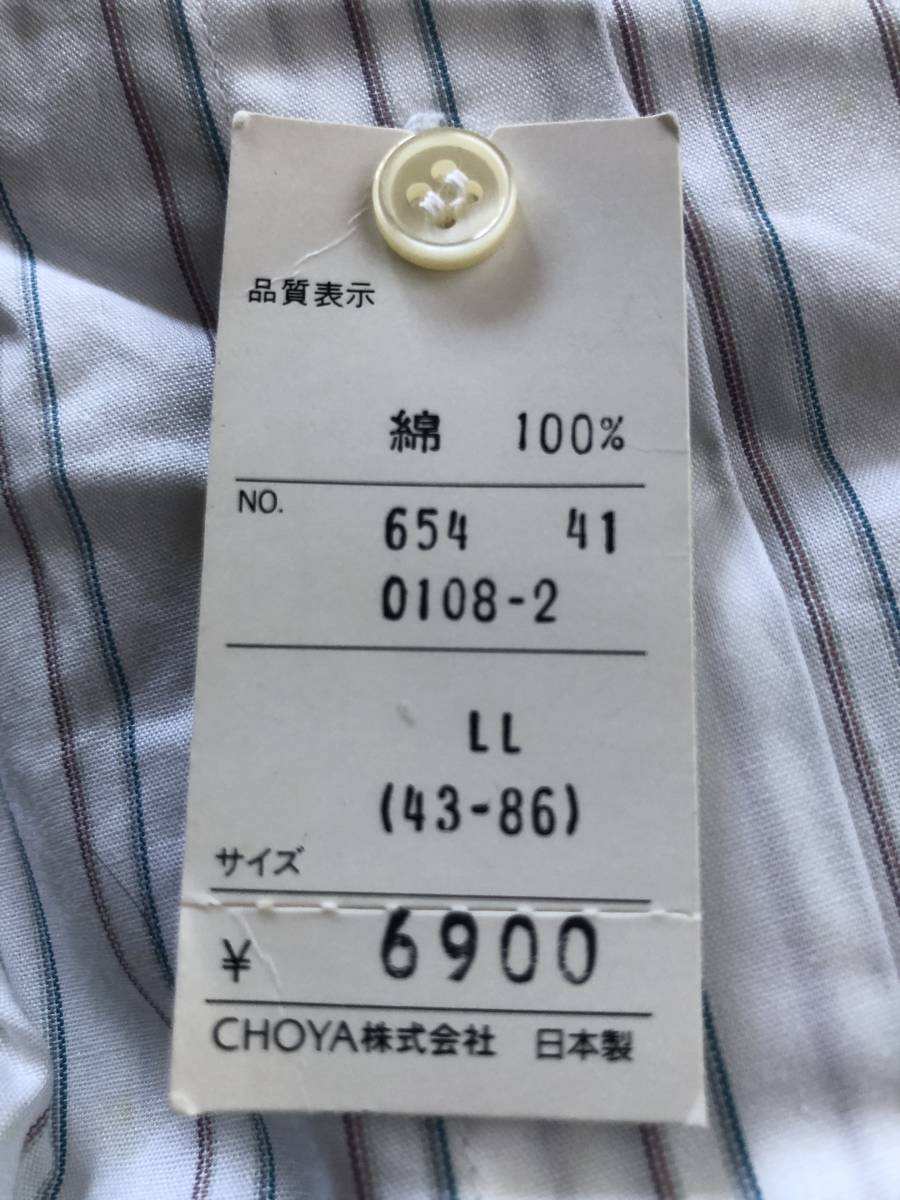 品質表示
綿 100%
NO.
654 41
0108-2
LL
(43-86)
サイズ
¥ 6900
CHOYA株式会社 日本製